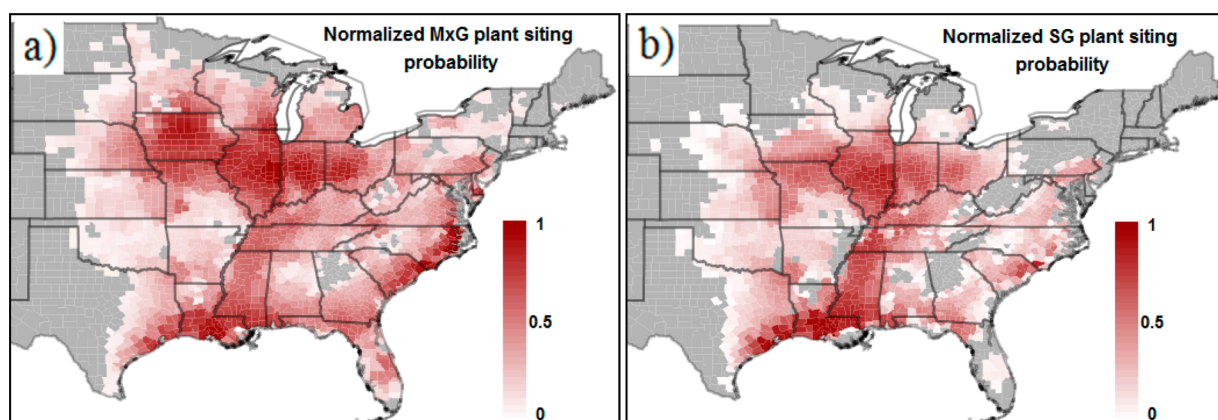 a)
Normalized MxG plant siting
probability
1
0.5
0
b)
Normalized SG plant siting
probability
1
0.5
0